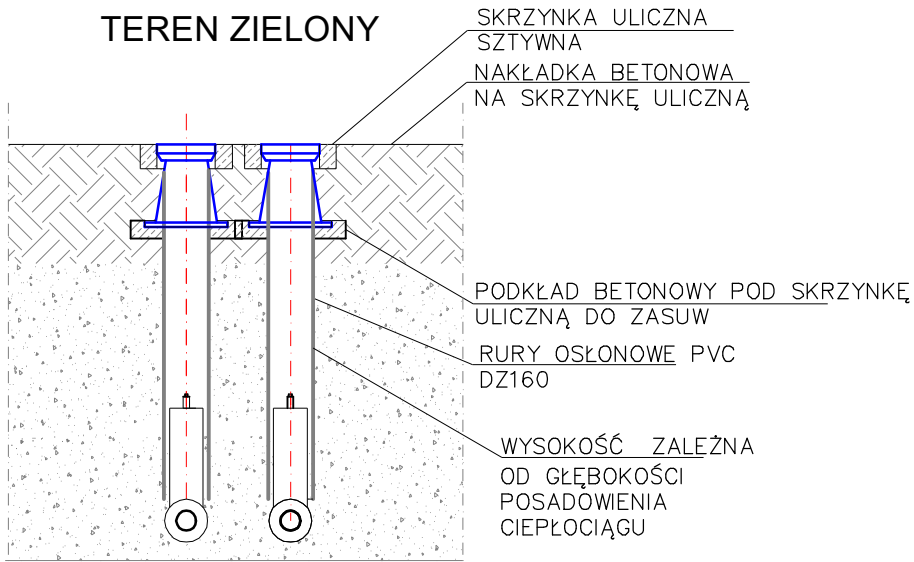 TEREN ZIELONY
SKRZYNKA ULICZNA
SZTYWNA
NAKŁADKA BETONOWA
NA SKRZYNKĘ ULICZNĄ
PODKŁAD BETONOWY POD SKRZYNKĘ
ULICZNĄ DO ZASUW
RURY OSŁONOWE PVC
DZ160
WYSOKOŚĆ ZALEŻNA
OD GŁĘBOKOŚCI
POSADOWIENIA
CIEPŁOCIĄGU